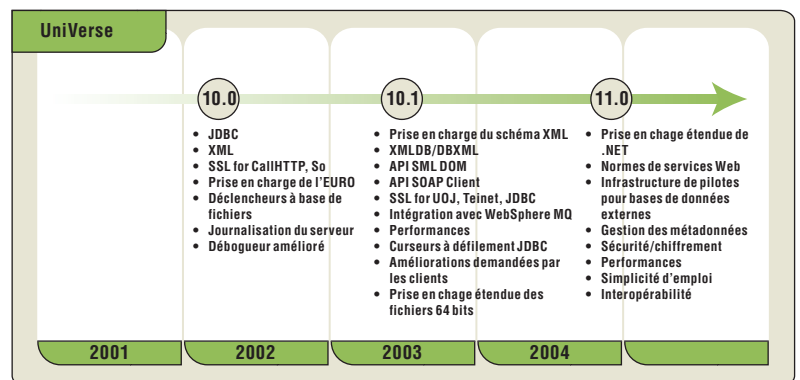 UniVerse
10.0
10.1
11.0
• JDBC
• XML
• SSL for CallHTTP, So
• Prise en charge de l’EURO
• Déclencheurs à base de
fichiers
• Journalisation du serveur
• Débogueur amélioré
• Prise en charge du schéma XML
• XMLDB/DBXML
• API SML DOM
• API SOAP Client
• SSL for UOJ, Teinet, JDBC
• Intégration avec WebSphere MQ
• Performances
• Curseurs à défilement JDBC
• Améliorations demandées par
les clients
• Prise en chage étendue des
fichiers 64 bits
• Prise en chage étendue de
.NET
• Normes de services Web
• Infrastructure de pilotes
pour bases de données
externes
• Gestion des métadonnées
• Sécurité/chiffrement
• Performances
• Simplicité d’emploi
• Interopérabilité
2001
2002
2003
2004